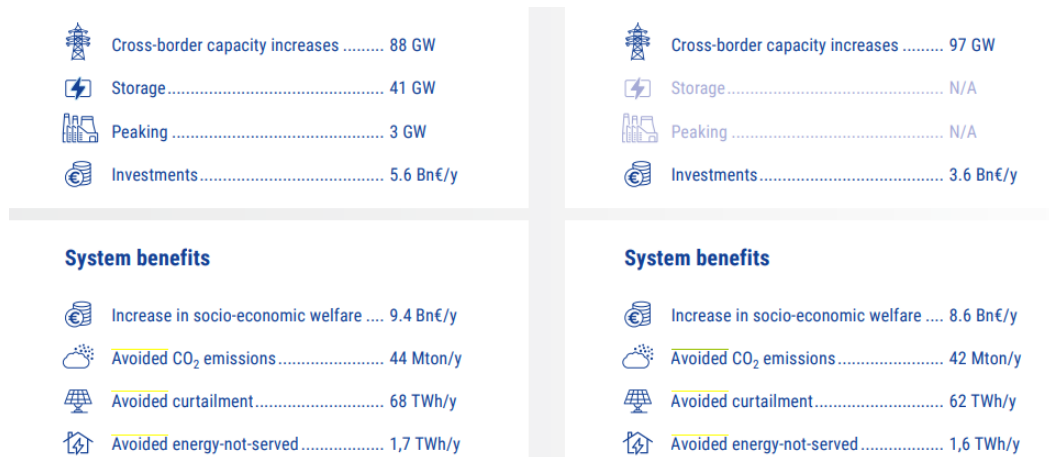 Cross-border capacity increases ......... 88 GW
Storage............................................. 41 GW
Peaking ............................................ 3 GW
Investments...................................... 5.6 Bn€/y
System benefits
Increase in socio-economic welfare .... 9.4 Bn€/y
Avoided CO₂ emissions...................... 44 Mton/y
Avoided curtailment........................... 68 TWh/y
Avoided energy-not-served.................. 1,7 TWh/y
Cross-border capacity increases ......... 97 GW
Storage............................................. N/A
Peaking ............................................ N/A
Investments...................................... 3.6 Bn€/y
System benefits
Increase in socio-economic welfare .... 8.6 Bn€/y
Avoided CO₂ emissions...................... 42 Mton/y
Avoided curtailment........................... 62 TWh/y
Avoided energy-not-served.................. 1,6 TWh/y